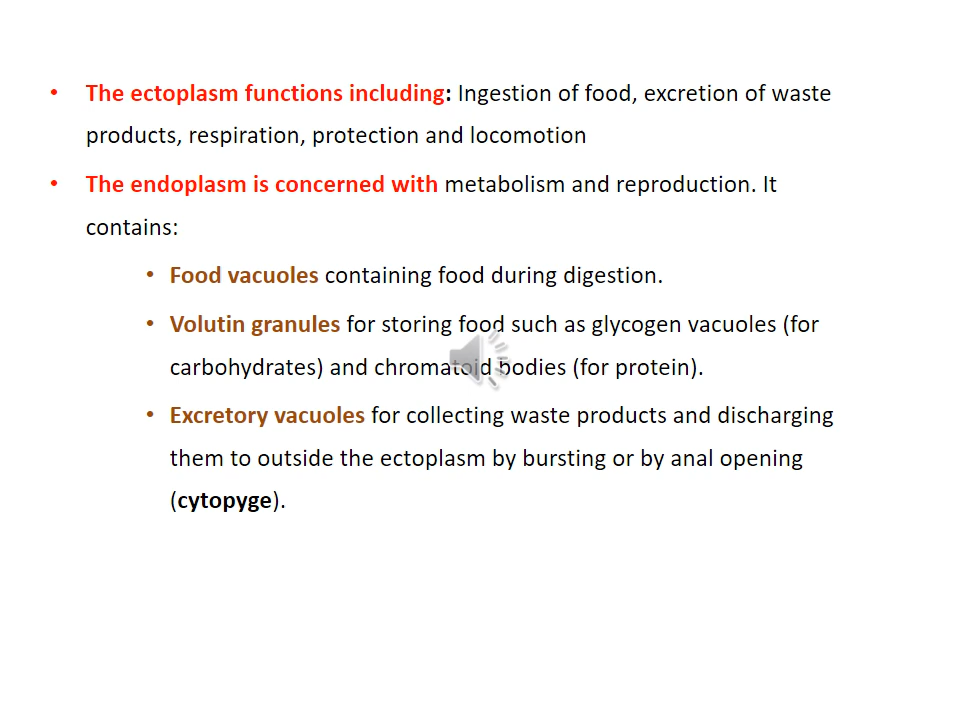 • The ectoplasm functions including: Ingestion of food, excretion of waste
products, respiration, protection and locomotion
• The endoplasm is concerned with metabolism and reproduction. It
contains:
• Food vacuoles containing food during digestion.
• Volutin granules for storing food such as glycogen vacuoles (for
carbohydrates) and chromatoid bodies (for protein).
• Excretory vacuoles for collecting waste products and discharging
them to outside the ectoplasm by bursting or by anal opening
(cytopyge).